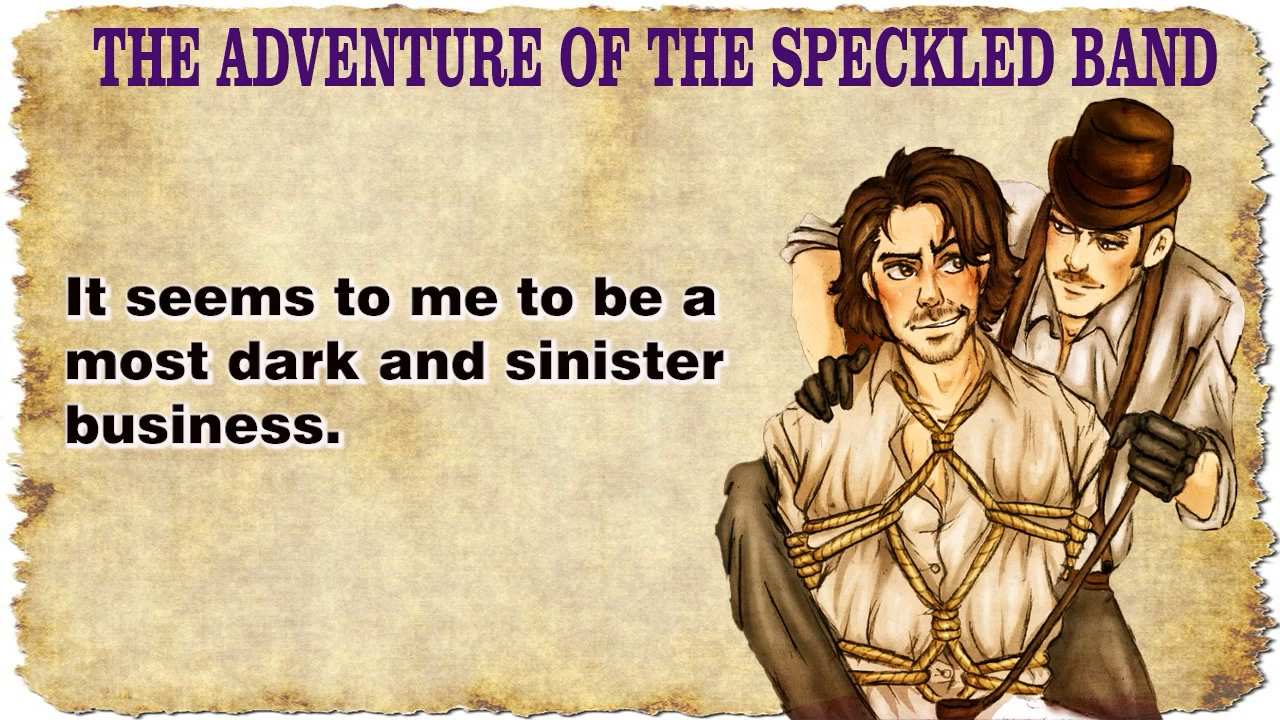 THE ADVENTURE OF THE SPECKLED BAND
It seems to me to be a
most dark and sinister
business.